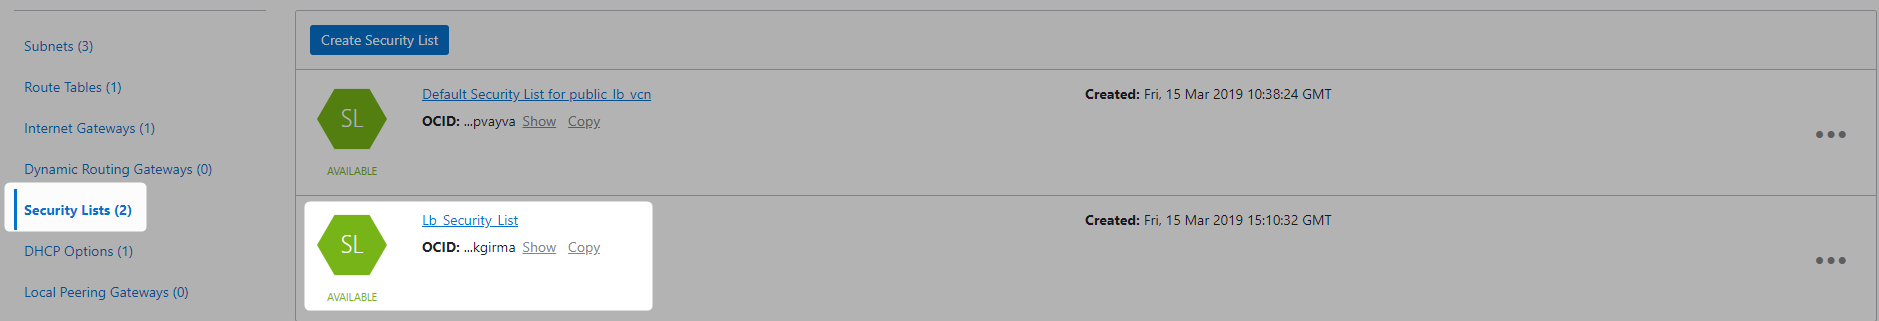 Subnets (3)
Route Tables (1)
Internet Gateways (1)
Dynamic Routing Gateways (0)
Security Lists (2)
DHCP Options (1)
Local Peering Gateways (0)
Create Security List
SL
AVAILABLE
Default Security List for public_lb_vcn
OCID: ...pvayva Show Copy
Created: Fri, 15 Mar 2019 10:38:24 GMT
SL
AVAILABLE
Lb_Security_List
OCID: ...kgirma Show Copy
Created: Fri, 15 Mar 2019 15:10:32 GMT